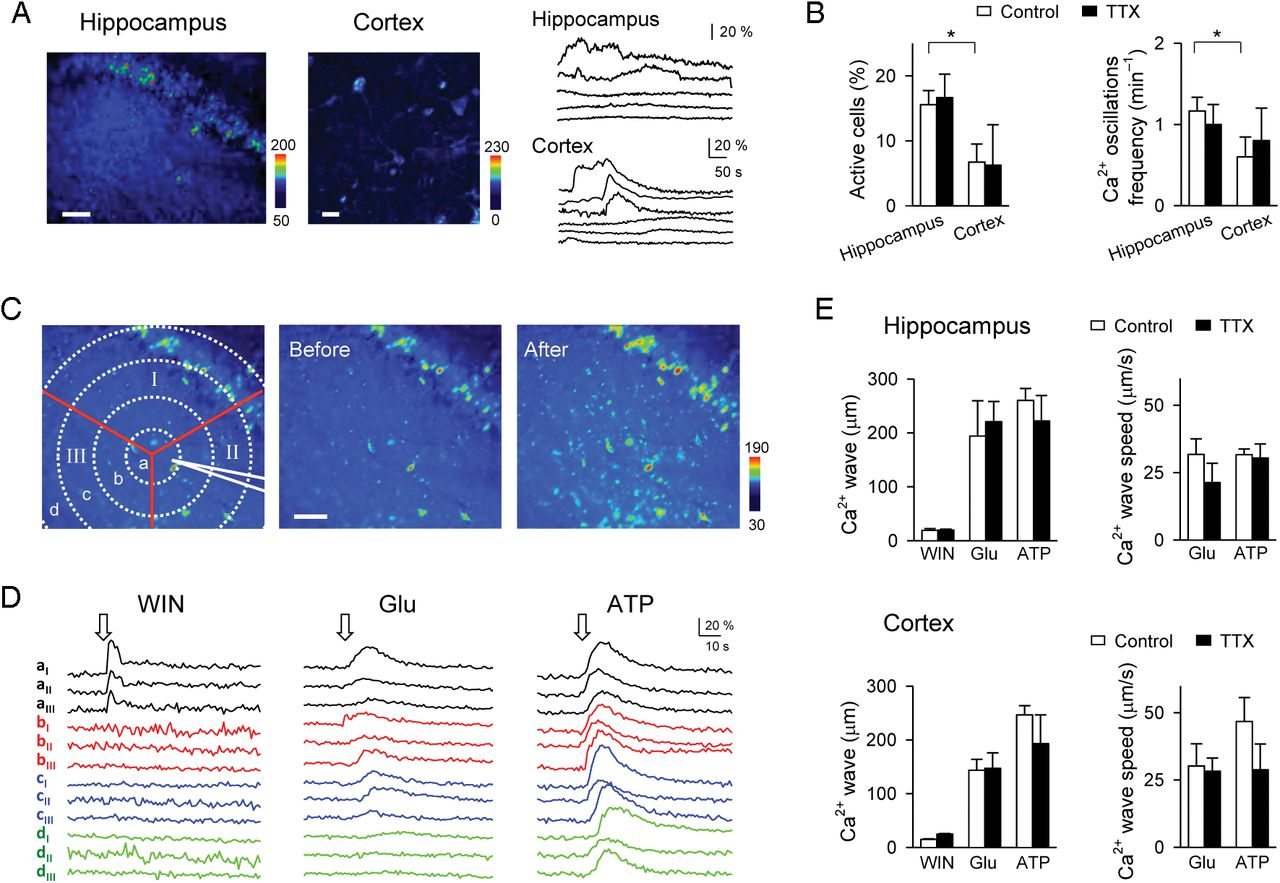 A
Hippocampus
Cortex
200
50
230
0
Hippocampus
20 %
Cortex
20 %
50 s
B
Control
TTX
Active cells (%)
20
10
0
*
Hippocampus
Cortex
Ca2+ oscillations
frequency (min−1)
2
1
0
*
Hippocampus
Cortex
C
I
II
III
a
b
c
d
Before
After
190
30
D
WIN
Glu
ATP
20 %
10 s
aI
aII
aIII
bI
bII
bIII
cI
cII
cIII
dI
dII
dIII
E
Hippocampus
Control
TTX
Ca2+ wave (µm)
300
200
100
0
WIN
Glu
ATP
Ca2+ wave speed (µm/s)
50
25
0
Glu
ATP
Cortex
Control
TTX
Ca2+ wave (µm)
300
200
100
0
WIN
Glu
ATP
Ca2+ wave speed (µm/s)
50
25
0
Glu
ATP